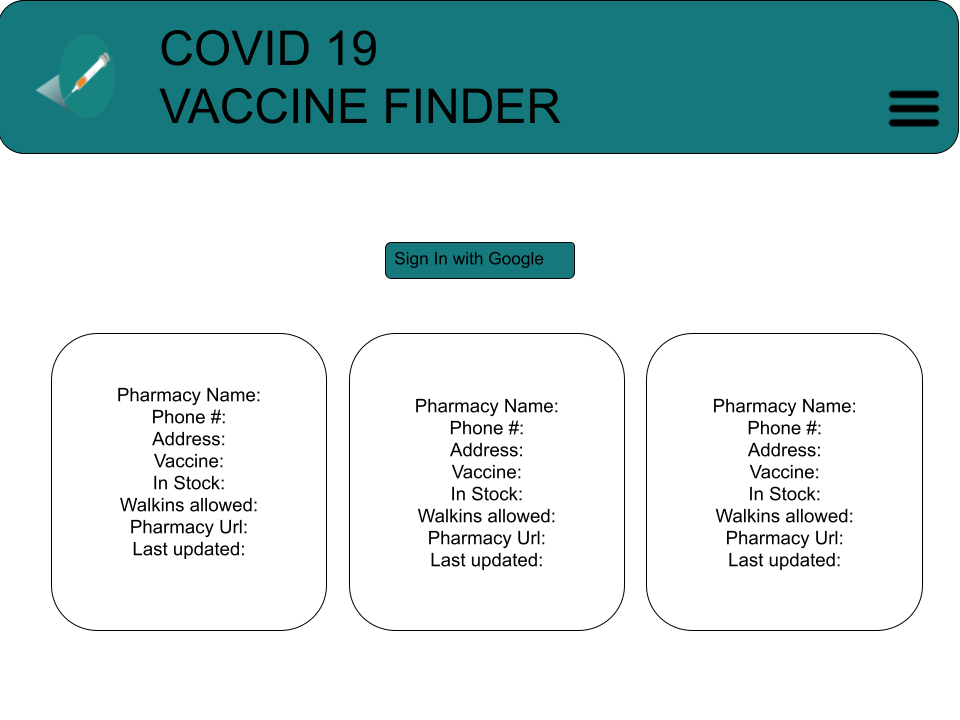 COVID 19
VACCINE FINDER
Sign In with Google
Pharmacy Name:
Phone #:
Address:
Vaccine:
In Stock:
Walkins allowed:
Pharmacy Url:
Last updated:
Pharmacy Name:
Phone #:
Address:
Vaccine:
In Stock:
Walkins allowed:
Pharmacy Url:
Last updated:
Pharmacy Name:
Phone #:
Address:
Vaccine:
In Stock:
Walkins allowed:
Pharmacy Url:
Last updated: